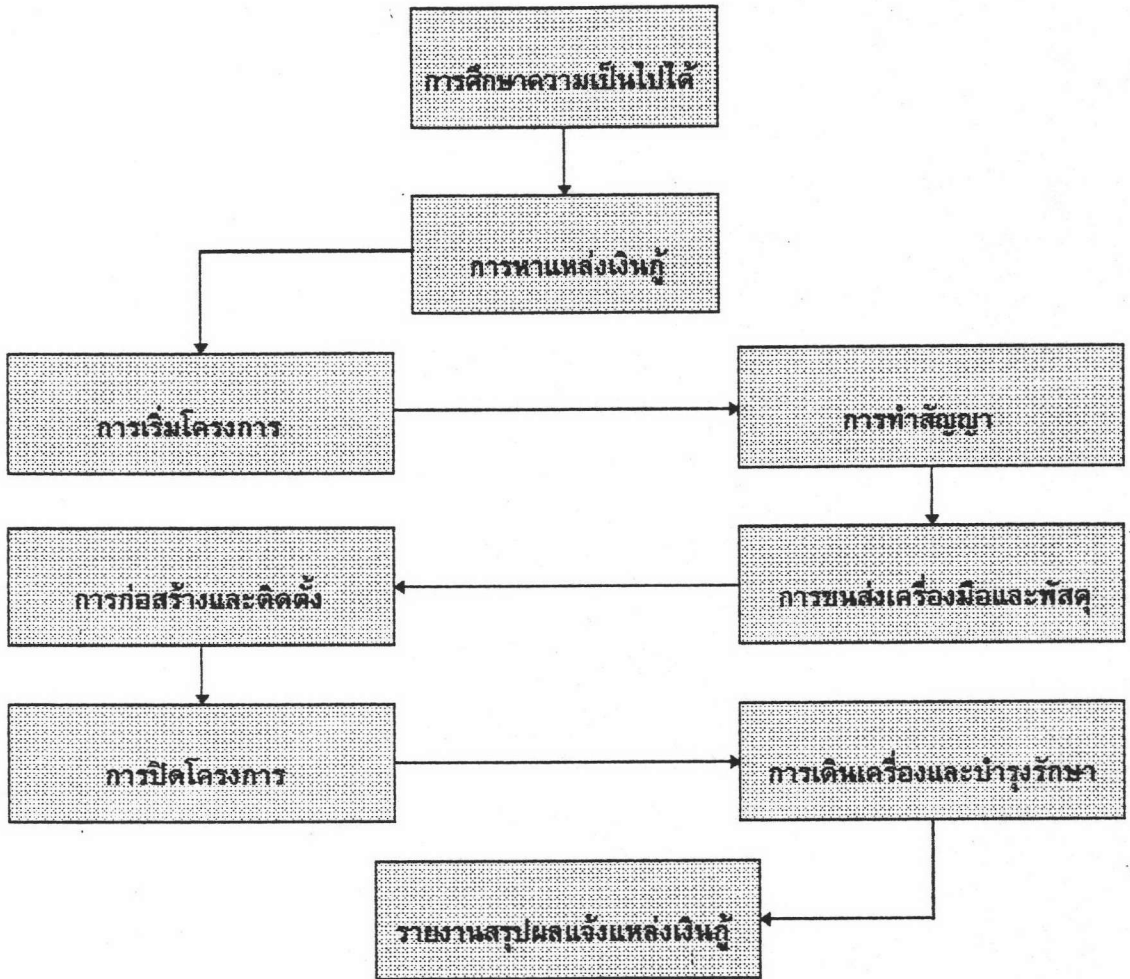 การศึกษาความเป็นไปได้
การหาแหล่งเงินกู้
การเริ่มโครงการ
การทำสัญญา
การขนส่งเครื่องมือและพัสดุ
การก่อสร้างและติดตั้ง
การปิดโครงการ
การเดินเครื่องและบำรุงรักษา
รายงานสรุปผลแจ้งแหล่งเงินกู้